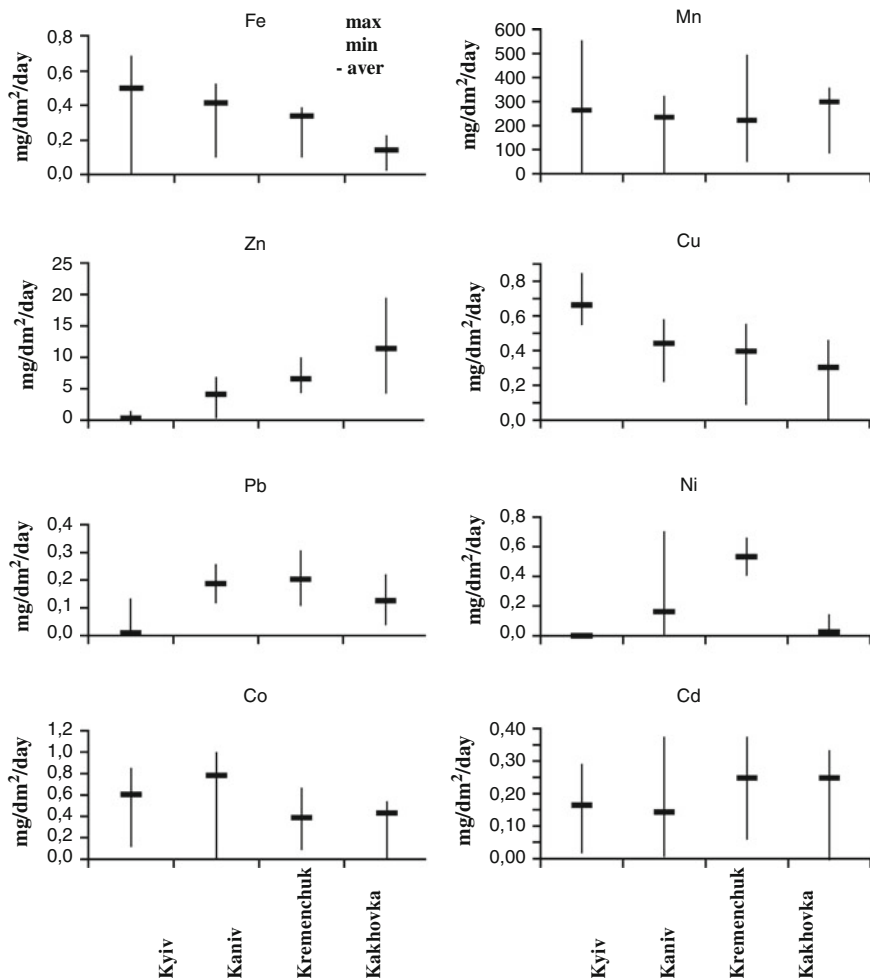 Fe
max
min
- aver
mg/dm²/day
0,8
0,6
0,4
0,2
0,0
Mn
mg/dm²/day
600
500
400
300
200
100
0
Zn
mg/dm²/day
25
20
15
10
5
0
Cu
mg/dm²/day
0,8
0,6
0,4
0,2
0,0
Pb
mg/dm²/day
0,4
0,3
0,2
0,1
0,0
Ni
mg/dm²/day
0,8
0,6
0,4
0,2
0,0
Co
mg/dm²/day
1,2
1,0
0,8
0,6
0,4
0,2
0,0
Cd
mg/dm²/day
0,40
0,30
0,20
0,10
0,00
Kyiv
Kaniv
Kremenchuk
Kakhovka
Kyiv
Kaniv
Kremenchuk
Kakhovka